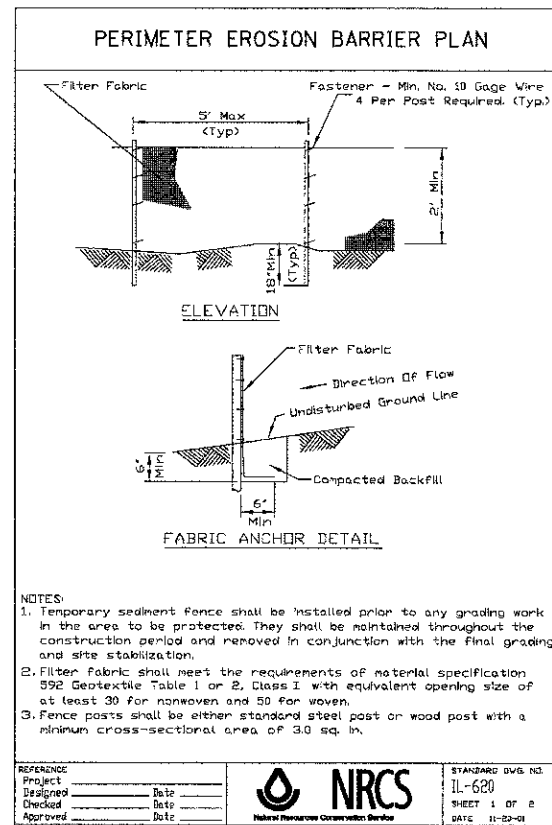 PERIMETER EROSION BARRIER PLAN
Filter Fabric
Fastener - Min. No. 10 Gage Wire
4 Per Post Required. (Typ.)
5' Max
(Typ)
2' Min
18" Min
(Typ)
ELEVATION
Filter Fabric
Direction Of Flow
Undisturbed Ground Line
6"
Min
Compacted Backfill
6"
Min
FABRIC ANCHOR DETAIL
NOTES:
1. Temporary sediment fence shall be installed prior to any grading work
in the area to be protected. They shall be maintained throughout the
construction period and removed in conjunction with the final grading
and site stabilization.
2. Filter fabric shall meet the requirements of material specification
592 Geotextile Table 1 or 2, Class I with equivalent opening size of
at least 30 for nonwoven and 50 for woven.
3. Fence posts shall be either standard steel post or wood post with a
minimum cross-sectional area of 3.0 sq. in.
REFERENCE
Project
Designed Date
Checked Date
Approved Date
NRCS
Natural Resources Conservation Service
STANDARD DWG. NO.
IL-620
SHEET 1 OF 2
DATE 11-23-01